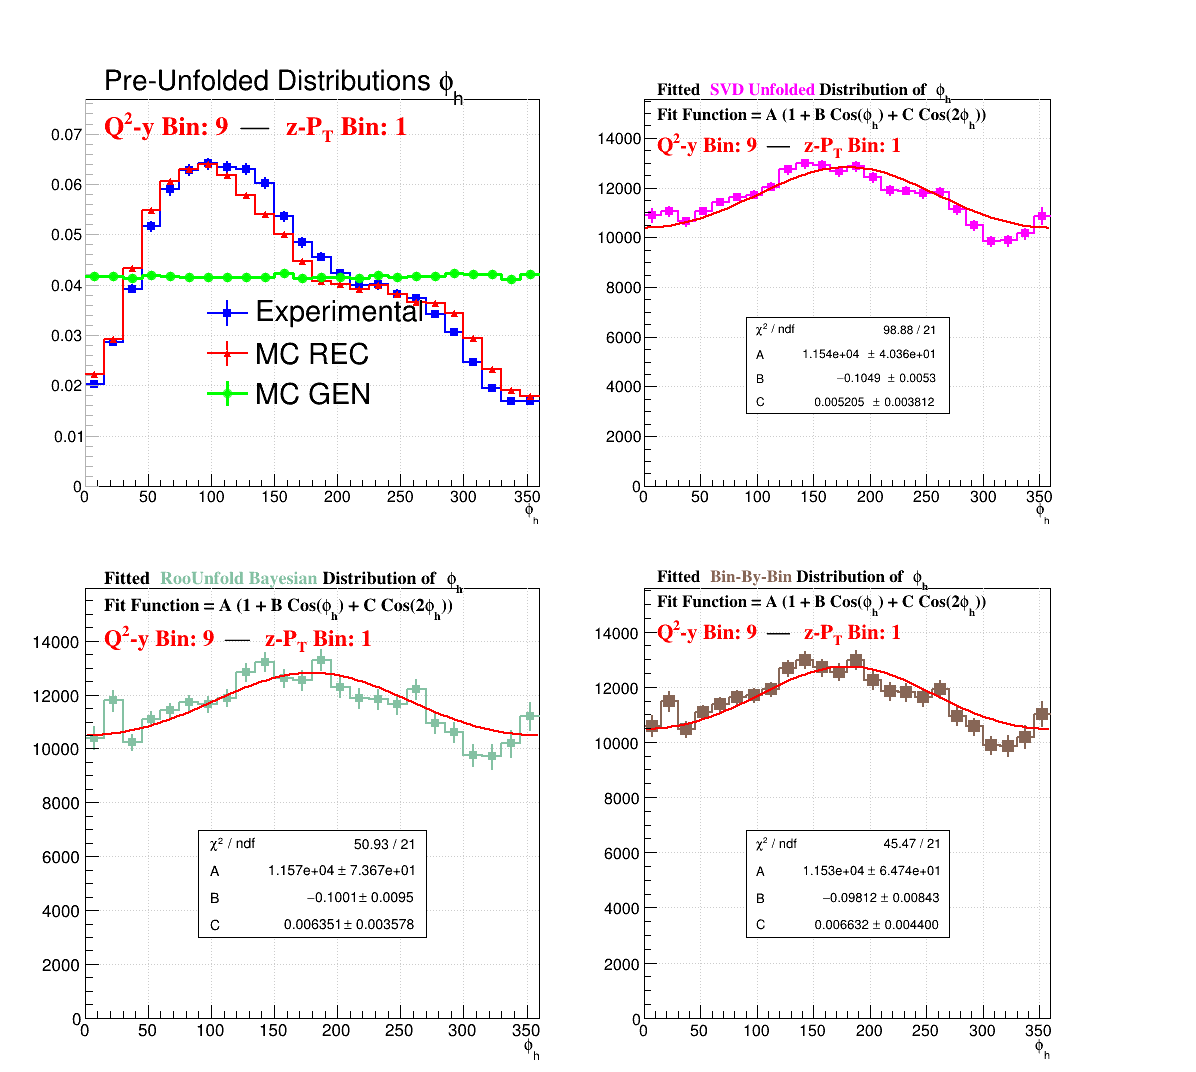 Pre-Unfolded Distributions ϕh
Q2-y Bin: 9 — z-PT Bin: 1
0.07
0.06
0.05
0.04
0.03
0.02
0.01
0
Experimental
MC REC
MC GEN
0 50 100 150 200 250 300 350
ϕh
Fitted SVD Unfolded Distribution of ϕh
Fit Function = A (1 + B Cos(ϕh) + C Cos(2ϕh))
Q2-y Bin: 9 — z-PT Bin: 1
14000
12000
10000
8000
6000
4000
2000
0
χ2 / ndf 98.88 / 21
A 1.154e+04 ± 4.036e+01
B −0.1049 ± 0.0053
C 0.005205 ± 0.003812
0 50 100 150 200 250 300 350
ϕh
Fitted RooUnfold Bayesian Distribution of ϕh
Fit Function = A (1 + B Cos(ϕh) + C Cos(2ϕh))
Q2-y Bin: 9 — z-PT Bin: 1
14000
12000
10000
8000
6000
4000
2000
0
χ2 / ndf 50.93 / 21
A 1.157e+04 ± 7.367e+01
B −0.1001 ± 0.0095
C 0.006351 ± 0.003578
0 50 100 150 200 250 300 350
ϕh
Fitted Bin-By-Bin Distribution of ϕh
Fit Function = A (1 + B Cos(ϕh) + C Cos(2ϕh))
Q2-y Bin: 9 — z-PT Bin: 1
14000
12000
10000
8000
6000
4000
2000
0
χ2 / ndf 45.47 / 21
A 1.153e+04 ± 6.474e+01
B −0.09812 ± 0.00843
C 0.006632 ± 0.004400
0 50 100 150 200 250 300 350
ϕh